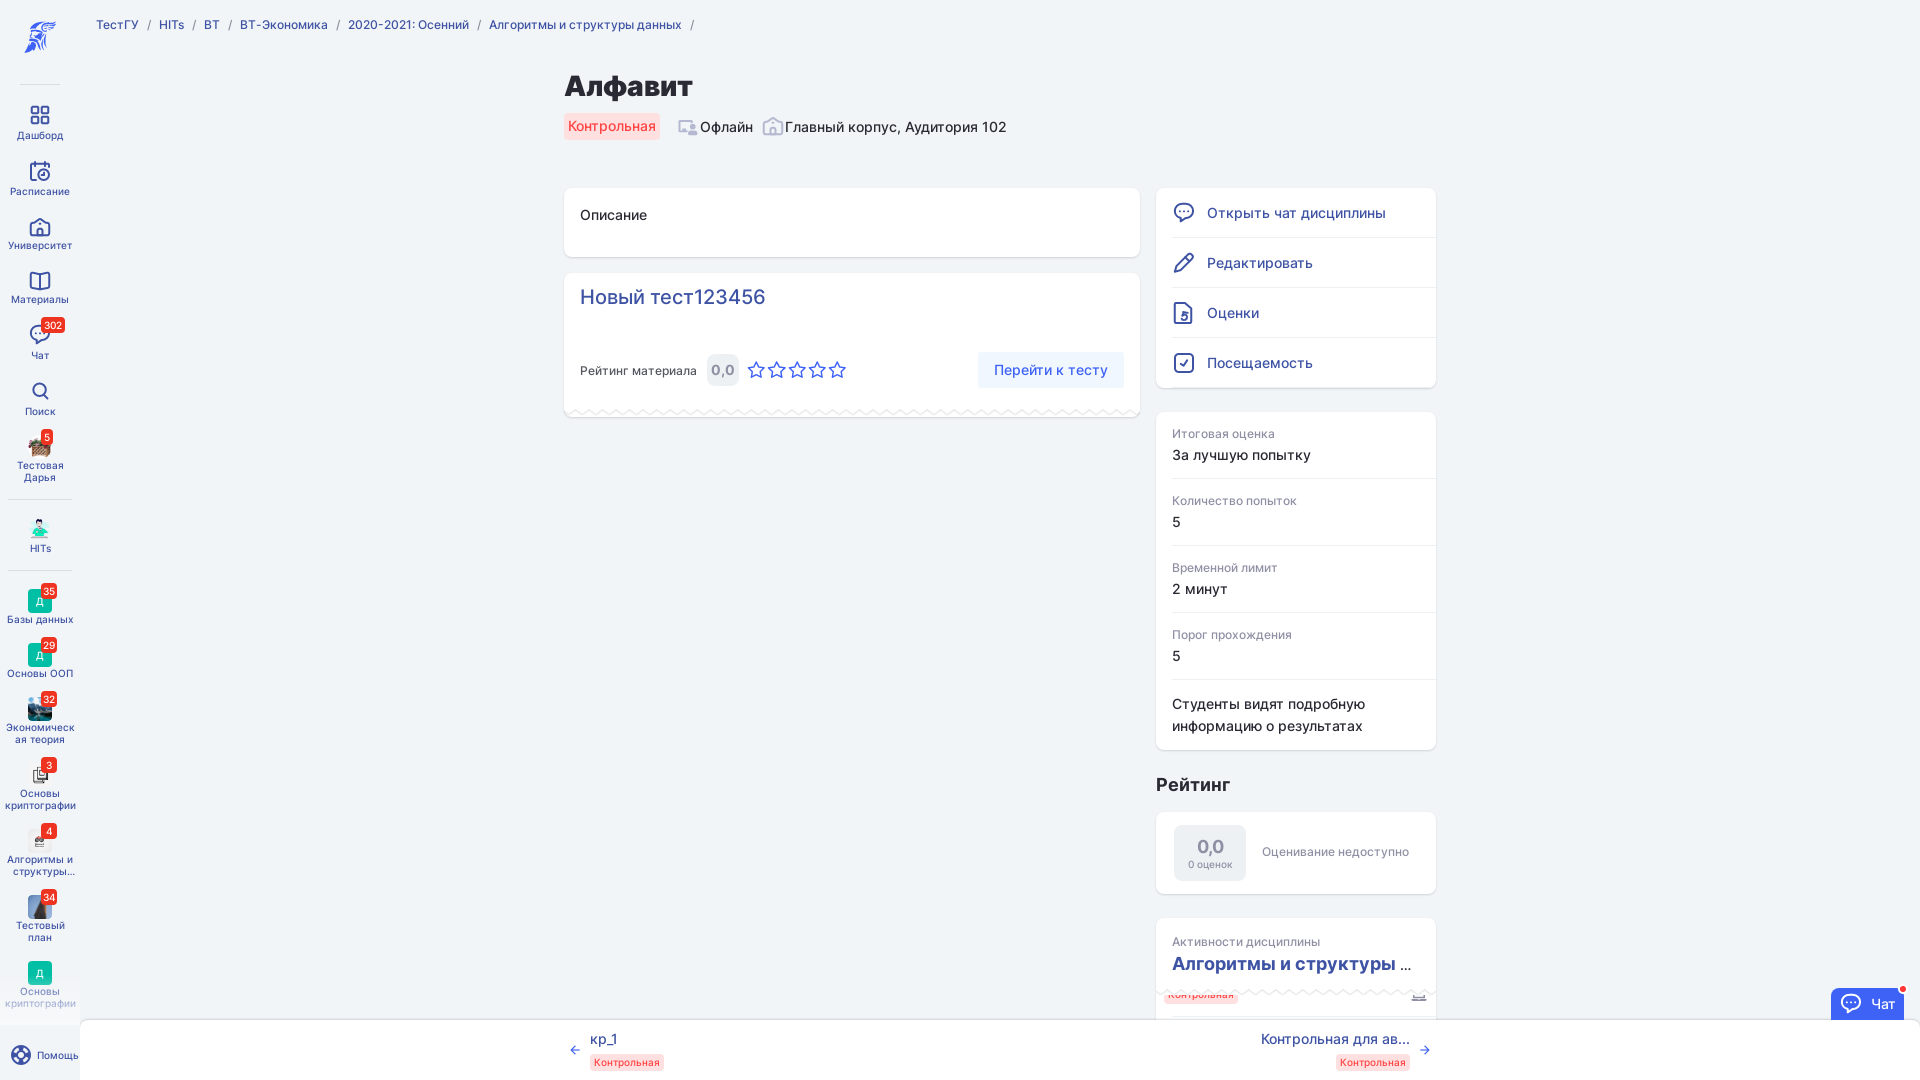 ТестГУ / HITs / ВТ / ВТ-Экономика / 2020-2021: Осенний / Алгоритмы и структуры данных /
Алфавит
Контрольная Офлайн Главный корпус, Аудитория 102
Дашборд
Расписание
Университет
Материалы
302
Чат
Поиск
5
Тестовая
Дарья
HITs
35
Д
Базы данных
29
Д
Основы ООП
32
Экономическ
ая теория
3
Основы
криптографии
4
Алгоритмы и
структуры...
34
Тестовый
план
Д
Основы
криптографии
Помощь
Описание
Новый тест123456
Рейтинг материала 0,0 Перейти к тесту
Открыть чат дисциплины
Редактировать
Оценки
Посещаемость
Итоговая оценка
За лучшую попытку
Количество попыток
5
Временной лимит
2 минут
Порог прохождения
5
Студенты видят подробную
информацию о результатах
Рейтинг
0,0
0 оценок
Оценивание недоступно
Активности дисциплины
Алгоритмы и структуры ...
Контрольная
Чат
кр_1
Контрольная
Контрольная для ав...
Контрольная